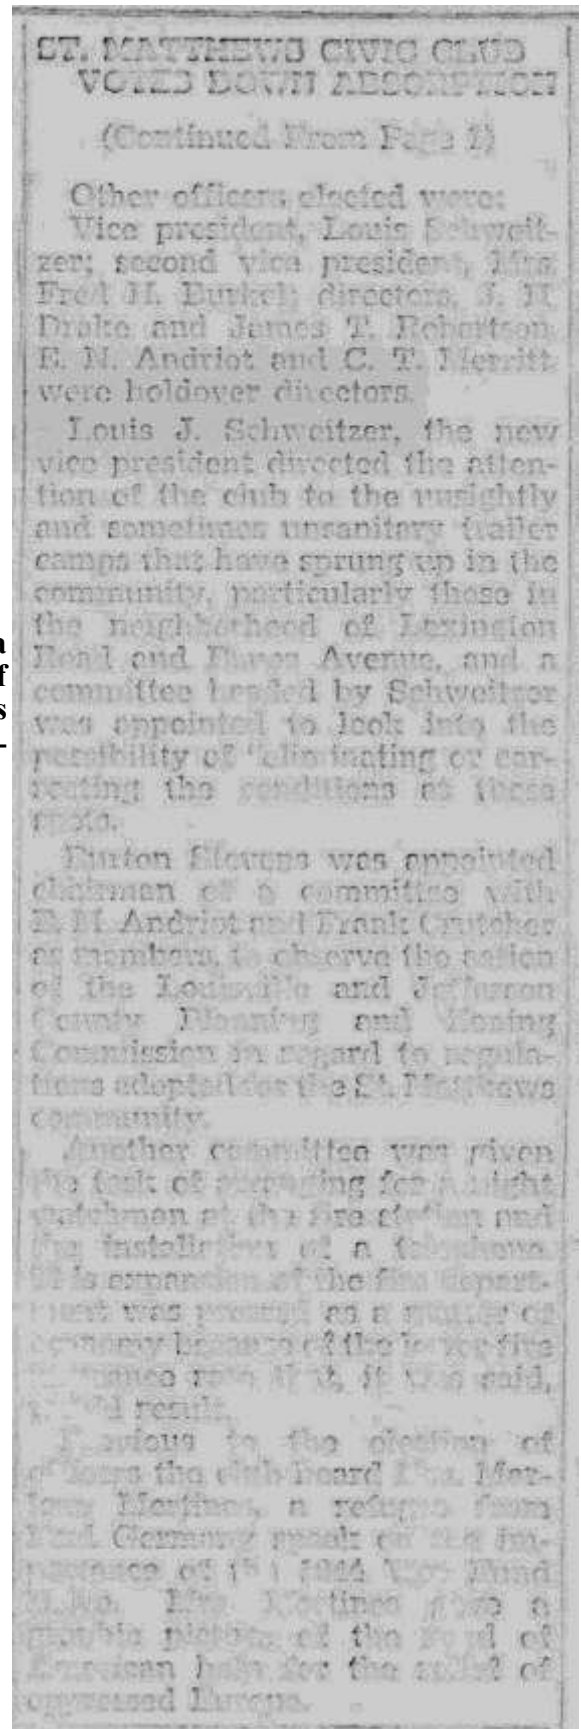 ST. MATTHEWS CIVIC CLUB
VOTES DOWN ABSORPTION
(Continued From Page 1)
Other officers elected were:
Vice president, Louis Schweit-
zer; second vice president, Mrs.
Fred H. Burkel; directors, J. H.
Drake and James T. Robertson.
E. N. Andriot and C. T. Merritt
were holdover directors.
Louis J. Schweitzer, the new
vice president directed the atten-
tion of the club to the unsightly
and sometimes unsanitary trailer
camps that have sprung up in the
community, particularly those in
the neighborhood of Lexington
Road and Avenue, and a
committee headed by Schweitzer
was appointed to look into the
possibility of "eliminating or cor-
recting the conditions at these
spots.
Burton Stevens was appointed
chairman of a committee with
E. N. Andriot and Frank Crutcher
as members, to observe the action
of the Louisville and Jefferson
County Planning and Zoning
Commission in regard to regula-
tions adopted for the St. Matthews
community.
Another committee was given
the task of arranging for a night
watchman at the fire station and
the installation of a telephone.
expansion of the fire depart-
ment was pressed as a matter of
economy because of the lower fire
insurance rate that, it was said,
would result.
Previous to the election of
officers the club heard Mrs.
a refugee from
Germany speak on the im-
portance of the 1944 War Fund
Mrs. gave a
graphic picture of the need of
American help for the relief of
oppressed Europe.
a
f
s
-